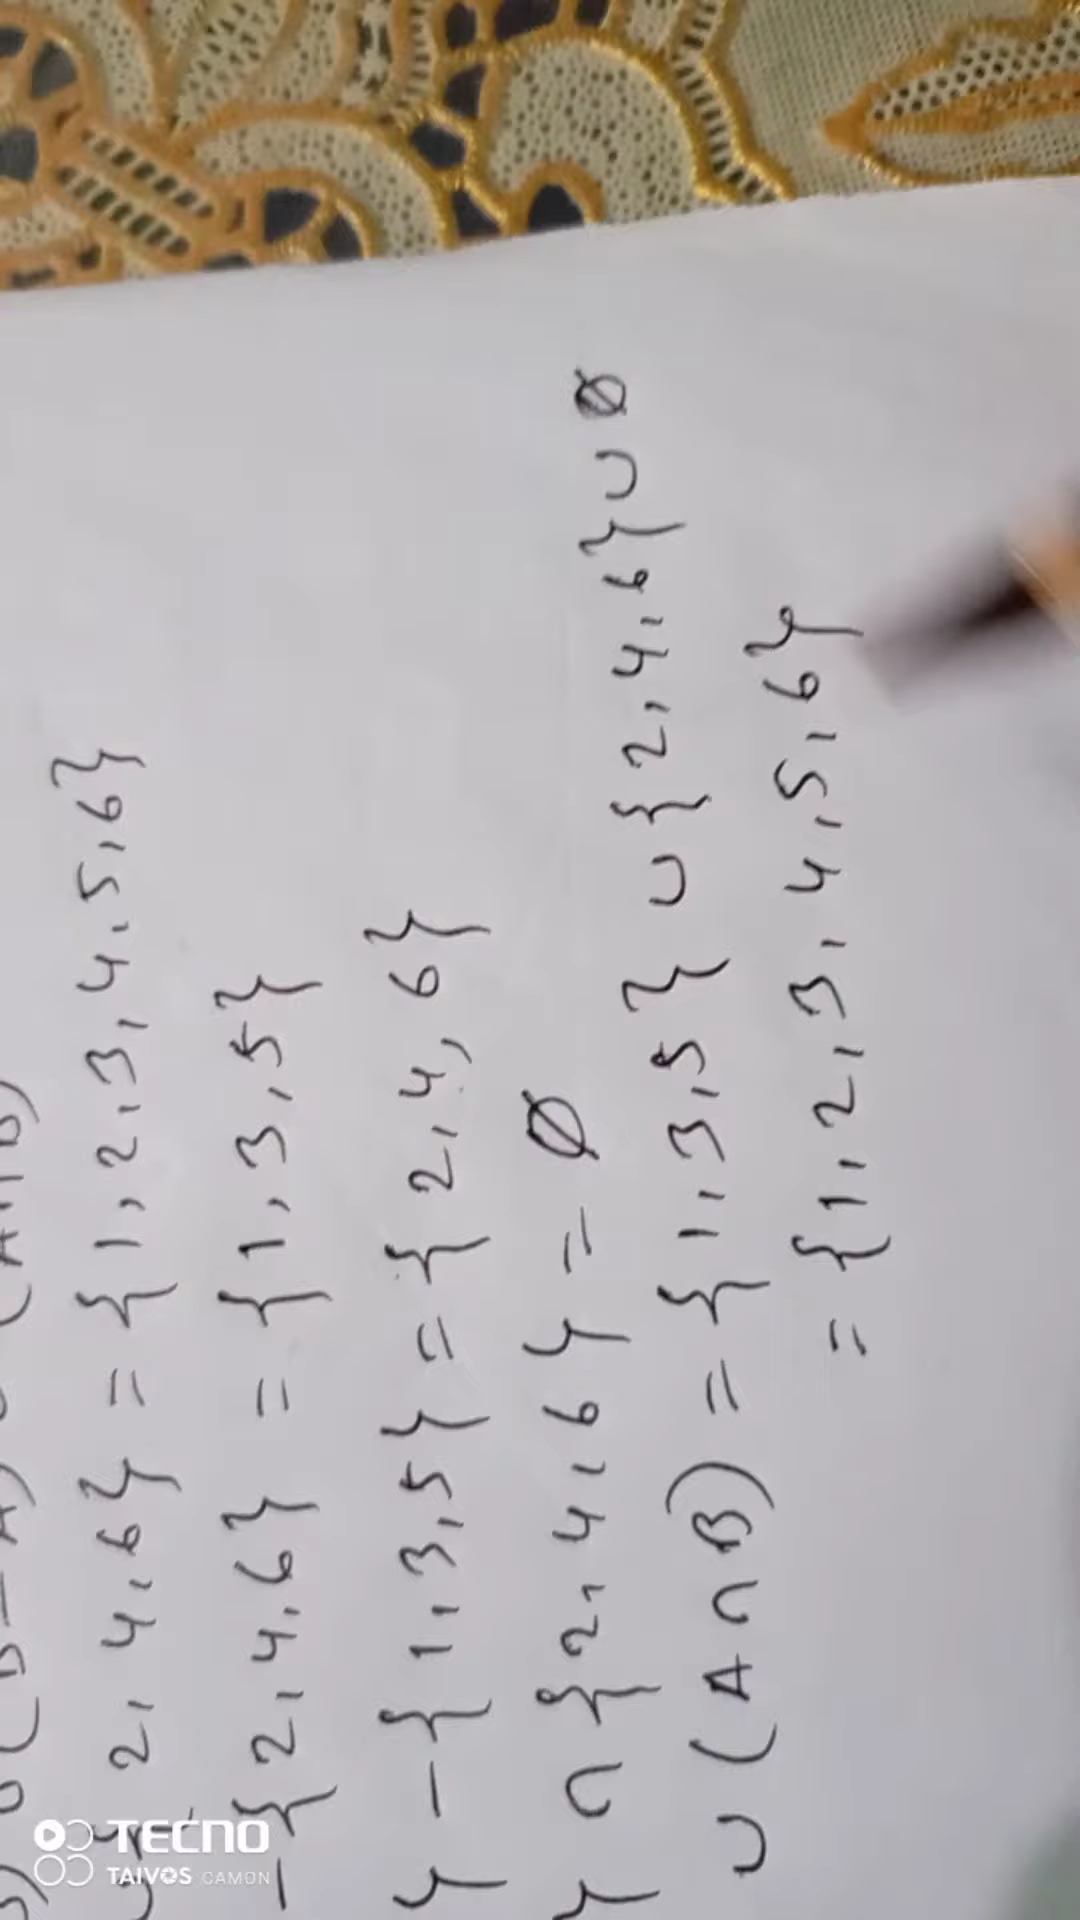 (A∩B)
{2,4,6} = {1,2,3,4,5,6}
- {2,4,6} = {1,3,5}
} - {1,3,5} = {2,4,6}
} ∩ {2,4,6} = Ø
∪ (A∩B) = {1,3,5} ∪ {2,4,6} ∪ Ø
= {1,2,3,4,5,6}
TECNO
TAIVOS CAMON